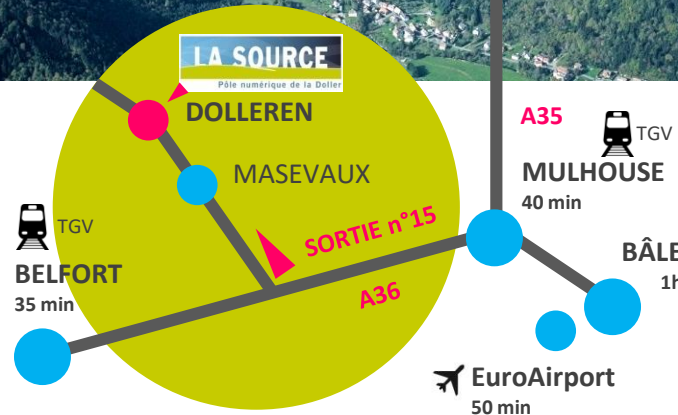 LA SOURCE
Pôle numérique de la Doller
DOLLEREN
MASEVAUX
A35
TGV
MULHOUSE
40 min
TGV
BELFORT
35 min
SORTIE n°15
A36
BÂLE
1h
EuroAirport
50 min